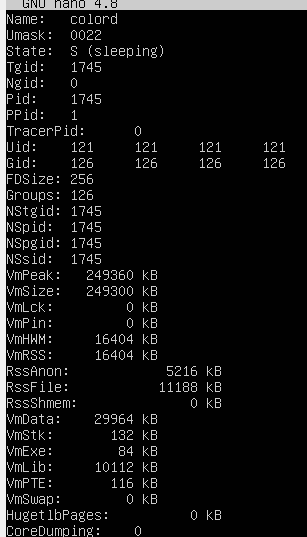 GNU nano 4.8
Name:   colord
Umask:  0022
State:  S (sleeping)
Tgid:   1745
Ngid:   0
Pid:    1745
PPid:   1
TracerPid:      0
Uid:    121     121     121     121
Gid:    126     126     126     126
FDSize: 256
Groups: 126
NStgid: 1745
NSpid:  1745
NSpgid: 1745
NSsid:  1745
VmPeak:   249360 kB
VmSize:   249300 kB
VmLck:         0 kB
VmPin:         0 kB
VmHWM:     16404 kB
VmRSS:     16404 kB
RssAnon:            5216 kB
RssFile:           11188 kB
RssShmem:              0 kB
VmData:    29964 kB
VmStk:       132 kB
VmExe:        84 kB
VmLib:     10112 kB
VmPTE:       116 kB
VmSwap:        0 kB
HugetlbPages:          0 kB
CoreDumping:    0